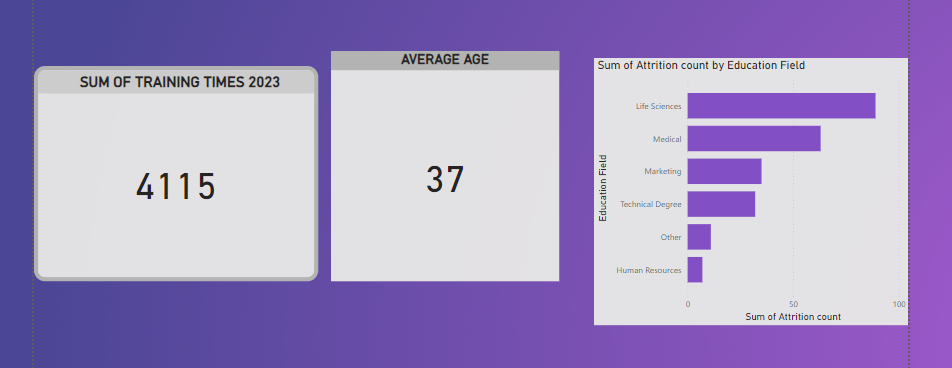 SUM OF TRAINING TIMES 2023
4115
AVERAGE AGE
37
Sum of Attrition count by Education Field
Education Field
Life Sciences
Medical
Marketing
Technical Degree
Other
Human Resources
0 50 100
Sum of Attrition count